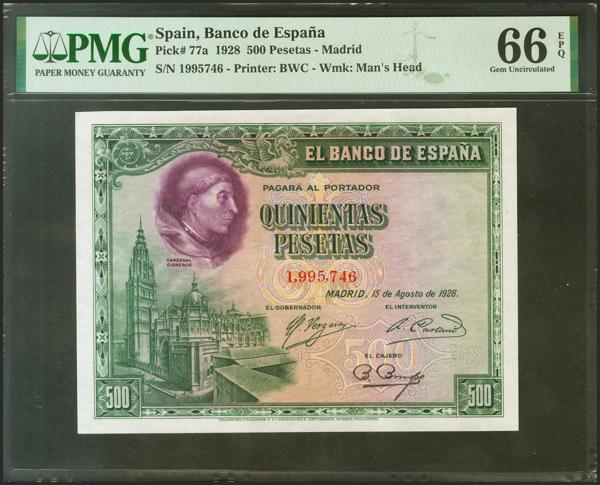 PMG
PAPER MONEY GUARANTY
Spain, Banco de España
Pick# 77a 1928 500 Pesetas - Madrid
S/N 1995746 - Printer: BWC - Wmk: Man's Head
66 EPQ
Gem Uncirculated
EL BANCO DE ESPAÑA
PAGARÁ AL PORTADOR
QUINIENTAS
PESETAS
1,995,746
CARDENAL
CISNEROS
MADRID, 15 de Agosto de 1928.
EL GOBERNADOR
EL INTERVENTOR
500
EL CAJERO
500
500